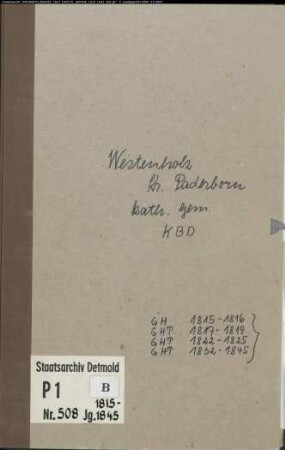 Westenholz
Kr. Paderborn
kath. Gem.
KBD
GH 1815-1816
GHT 1817-1819
GHT 1822-1825
GHT 1832-1845
Staatsarchiv Detmold
P1 B
1815-
Nr. 508 Jg. 1845